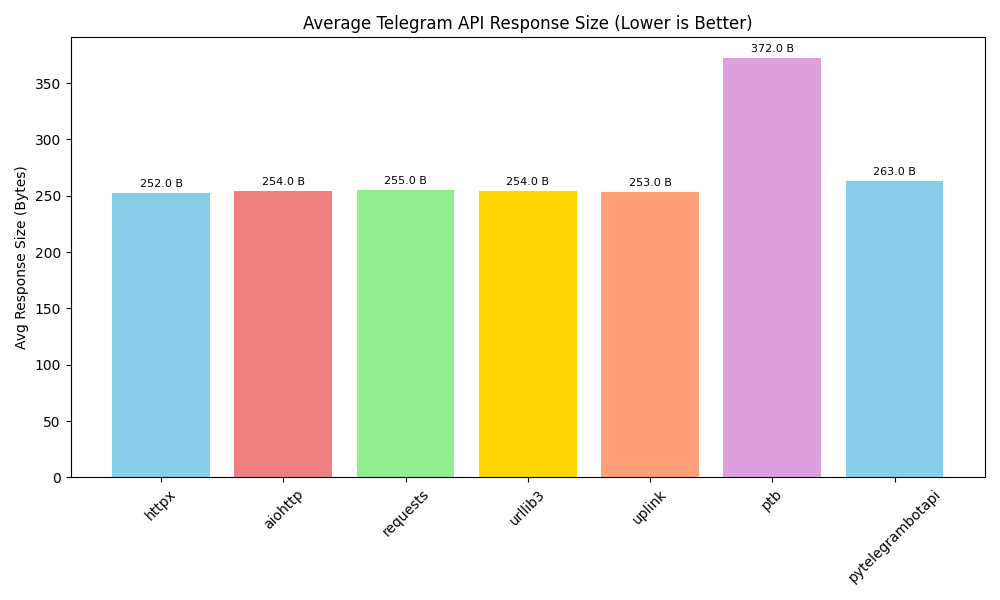 Average Telegram API Response Size (Lower is Better)
Avg Response Size (Bytes)
350
300
250
200
150
100
50
0
252.0 B
254.0 B
255.0 B
254.0 B
253.0 B
372.0 B
263.0 B
httpx
aiohttp
requests
urllib3
uplink
ptb
pytelegrambotapi